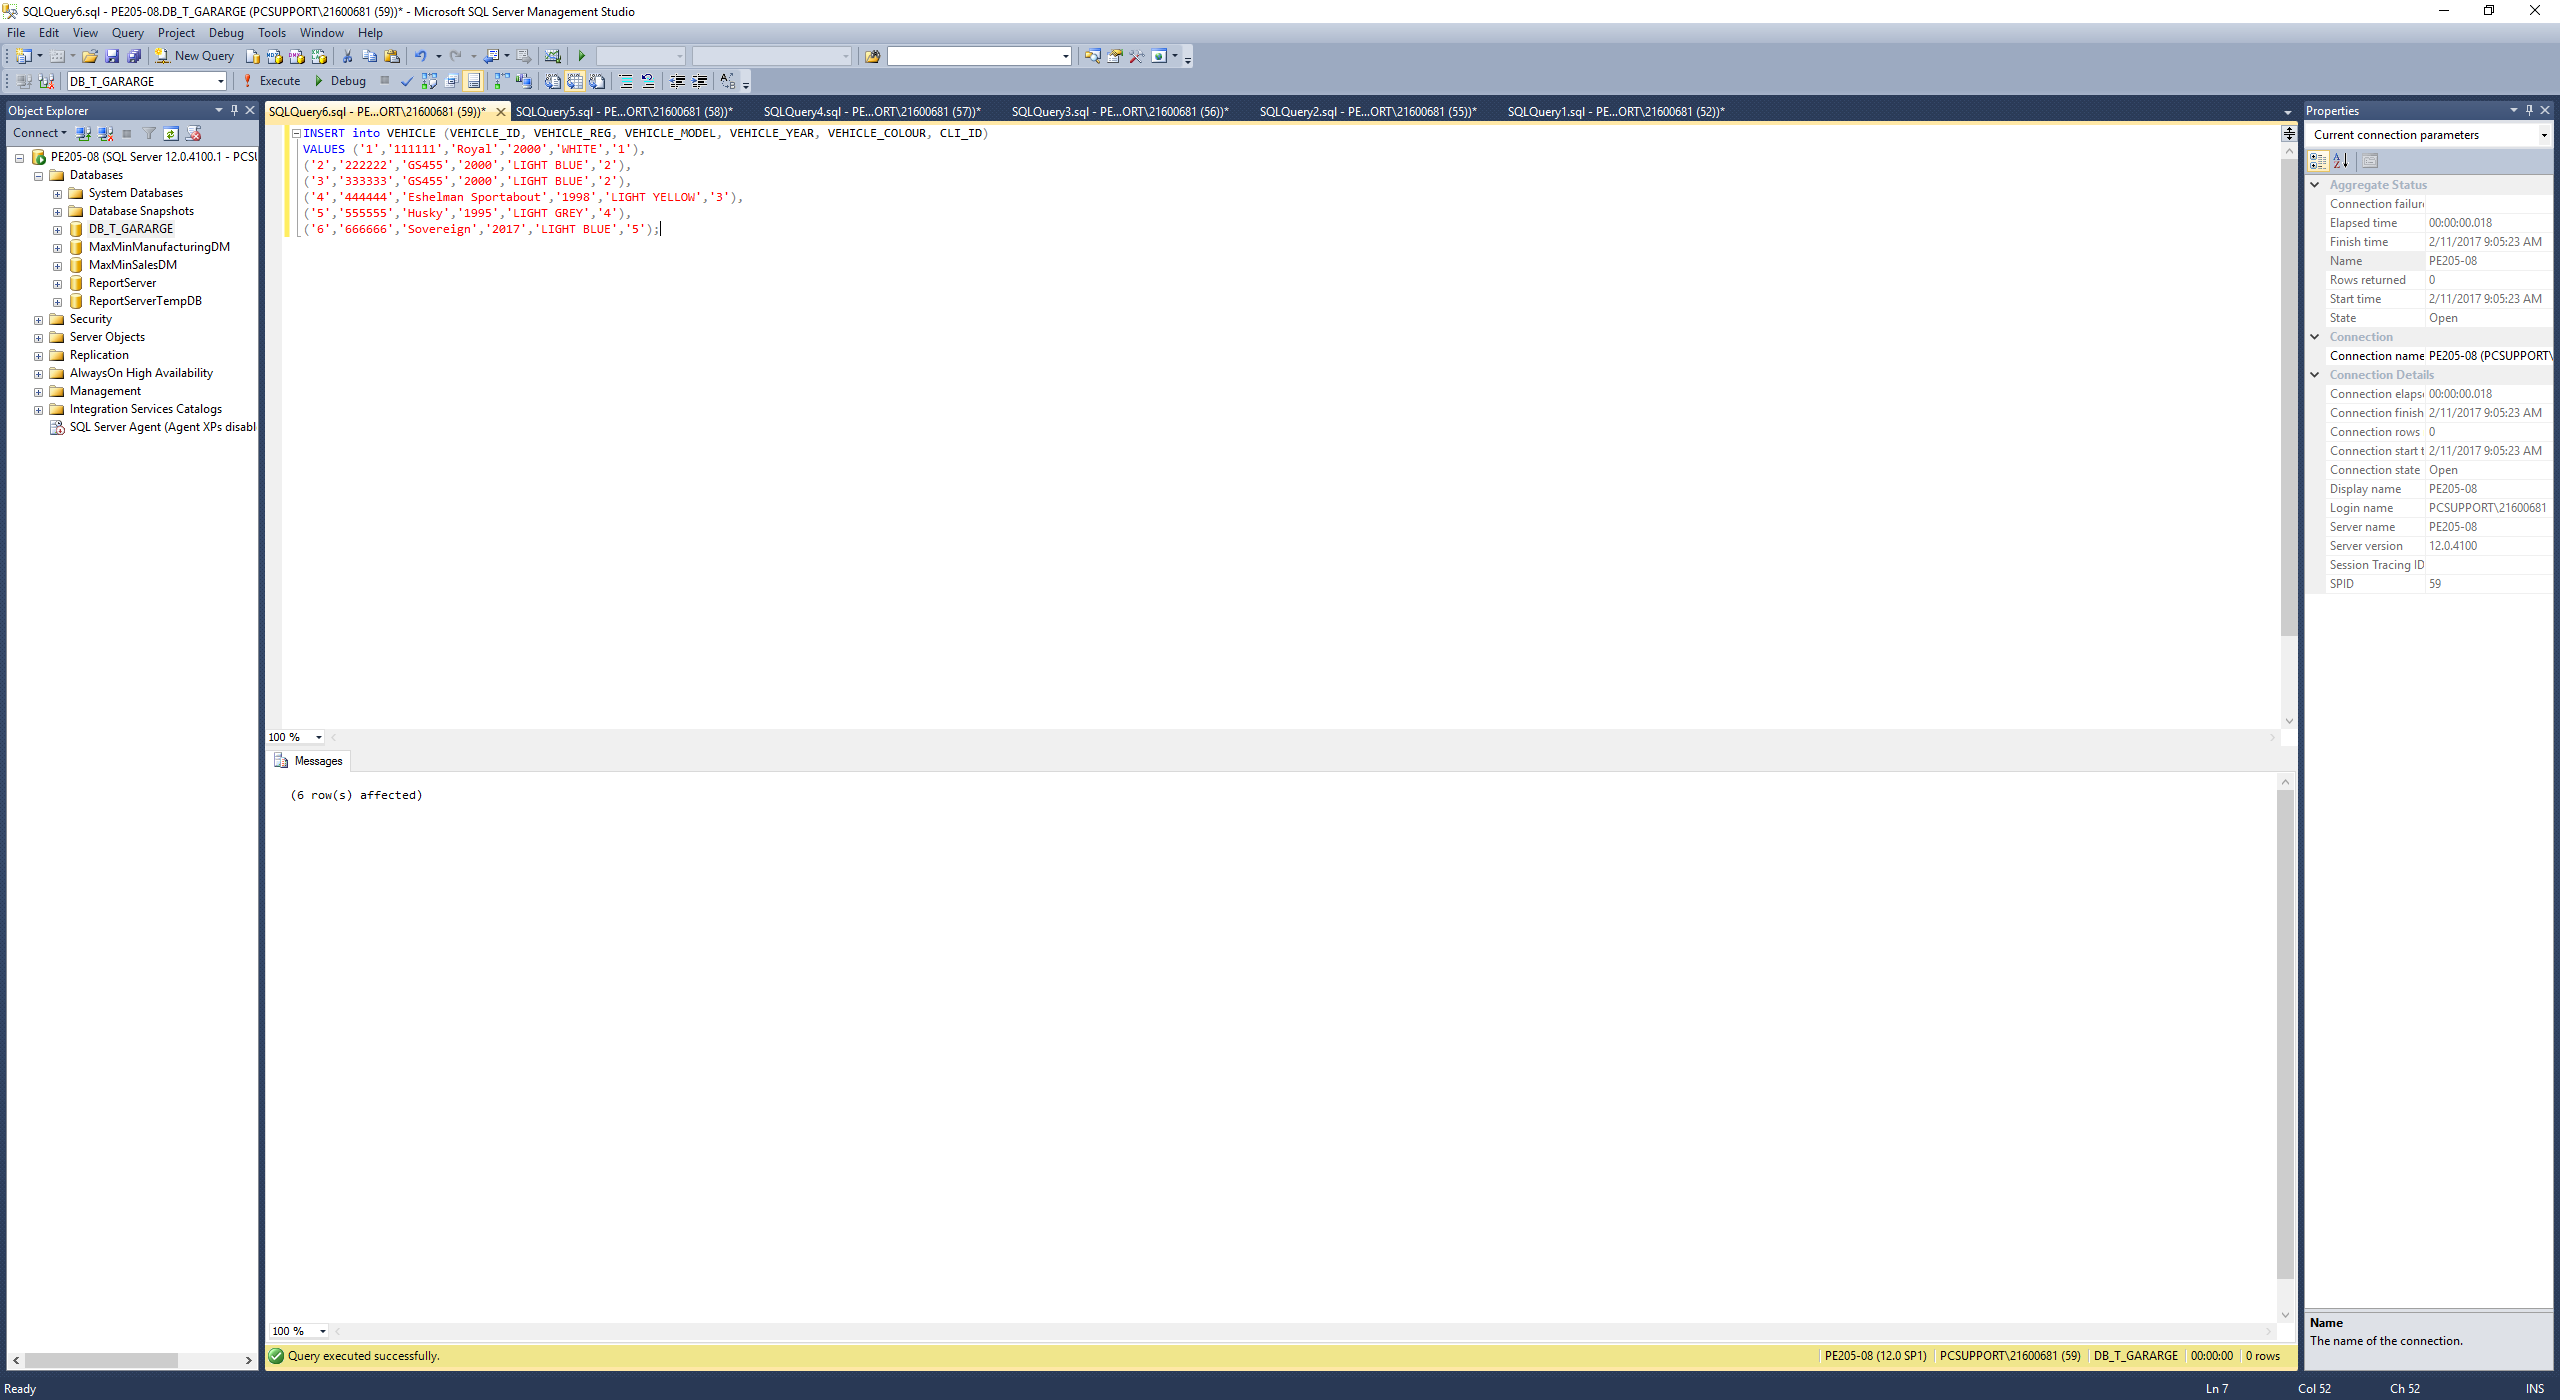 SQLQuery6.sql - PE205-08.DB_T_GARARGE (PCSUPPORT\21600681 (59))* - Microsoft SQL Server Management Studio
File Edit View Query Project Debug Tools Window Help
New Query
DB_T_GARARGE Execute Debug
Object Explorer
Connect
PE205-08 (SQL Server 12.0.4100.1 - PCSU
Databases
System Databases
Database Snapshots
DB_T_GARARGE
MaxMinManufacturingDM
MaxMinSalesDM
ReportServer
ReportServerTempDB
Security
Server Objects
Replication
AlwaysOn High Availability
Management
Integration Services Catalogs
SQL Server Agent (Agent XPs disabl
SQLQuery6.sql - PE...ORT\21600681 (59))* SQLQuery5.sql - PE...ORT\21600681 (58))* SQLQuery4.sql - PE...ORT\21600681 (57))* SQLQuery3.sql - PE...ORT\21600681 (56))* SQLQuery2.sql - PE...ORT\21600681 (55))* SQLQuery1.sql - PE...ORT\21600681 (52))*
INSERT into VEHICLE (VEHICLE_ID, VEHICLE_REG, VEHICLE_MODEL, VEHICLE_YEAR, VEHICLE_COLOUR, CLI_ID)
VALUES ('1','111111','Royal','2000','WHITE','1'),
('2','222222','GS455','2000','LIGHT BLUE','2'),
('3','333333','GS455','2000','LIGHT BLUE','2'),
('4','444444','Eshelman Sportabout','1998','LIGHT YELLOW','3'),
('5','555555','Husky','1995','LIGHT GREY','4'),
('6','666666','Sovereign','2017','LIGHT BLUE','5');
100 %
Messages
(6 row(s) affected)
100 %
Query executed successfully. PE205-08 (12.0 SP1) PCSUPPORT\21600681 (59) DB_T_GARARGE 00:00:00 0 rows
Properties
Current connection parameters
Aggregate Status
Connection failure
Elapsed time 00:00:00.018
Finish time 2/11/2017 9:05:23 AM
Name PE205-08
Rows returned 0
Start time 2/11/2017 9:05:23 AM
State Open
Connection
Connection name PE205-08 (PCSUPPORT\
Connection Details
Connection elapse 00:00:00.018
Connection finish 2/11/2017 9:05:23 AM
Connection rows 0
Connection start t 2/11/2017 9:05:23 AM
Connection state Open
Display name PE205-08
Login name PCSUPPORT\21600681
Server name PE205-08
Server version 12.0.4100
Session Tracing ID
SPID 59
Name
The name of the connection.
Ready Ln 7 Col 52 Ch 52 INS